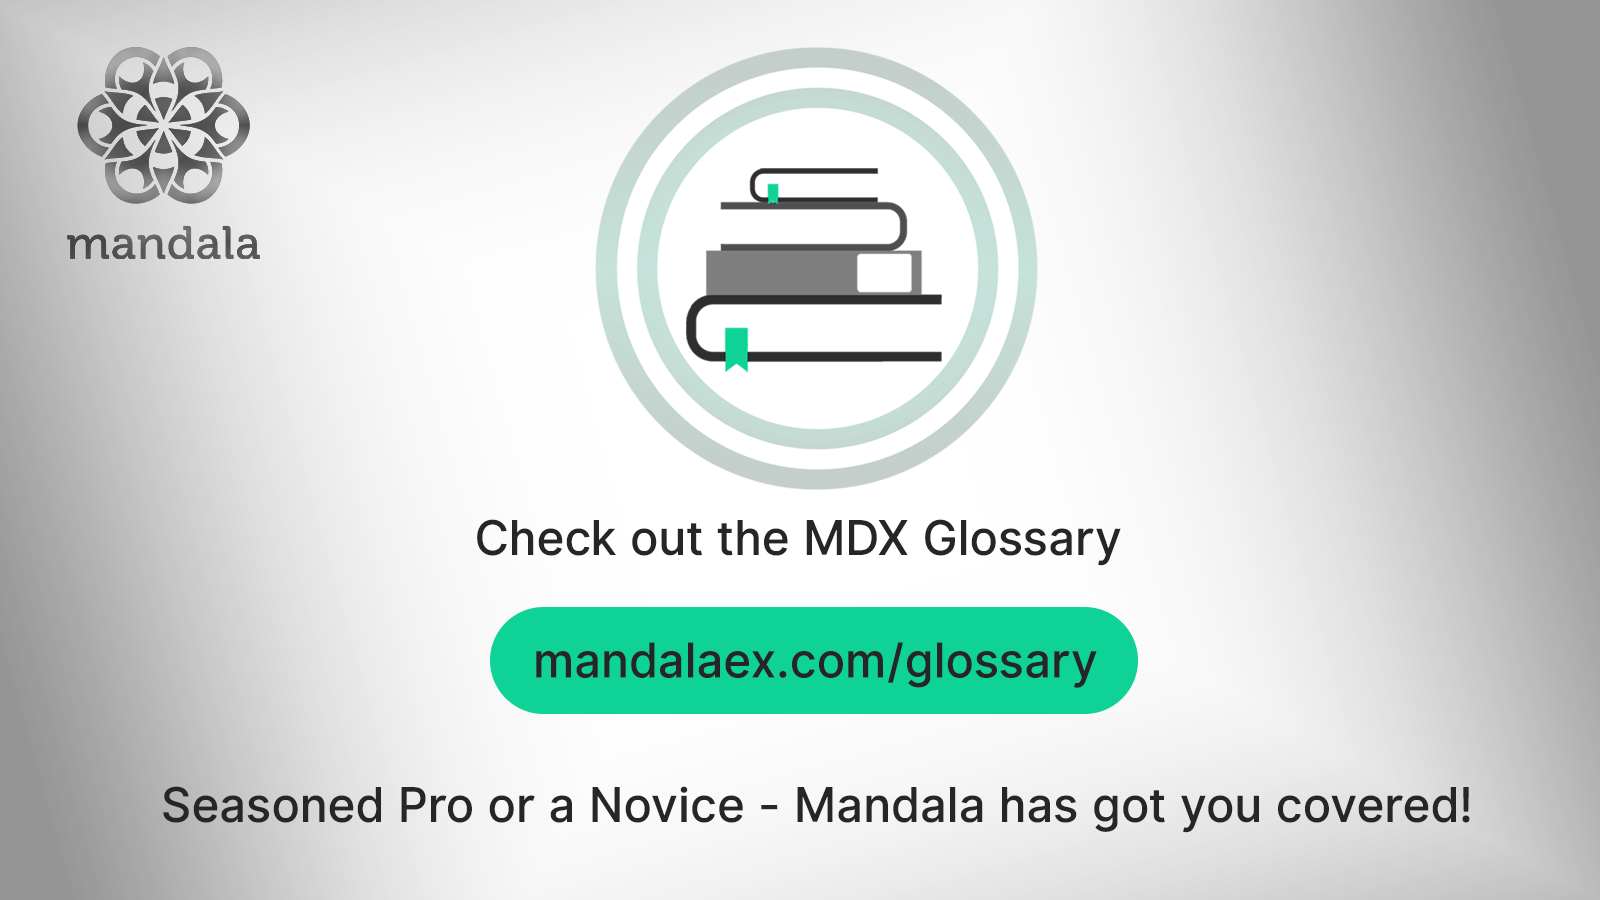 mandala
Check out the MDX Glossary
mandalaex.com/glossary
Seasoned Pro or a Novice - Mandala has got you covered!